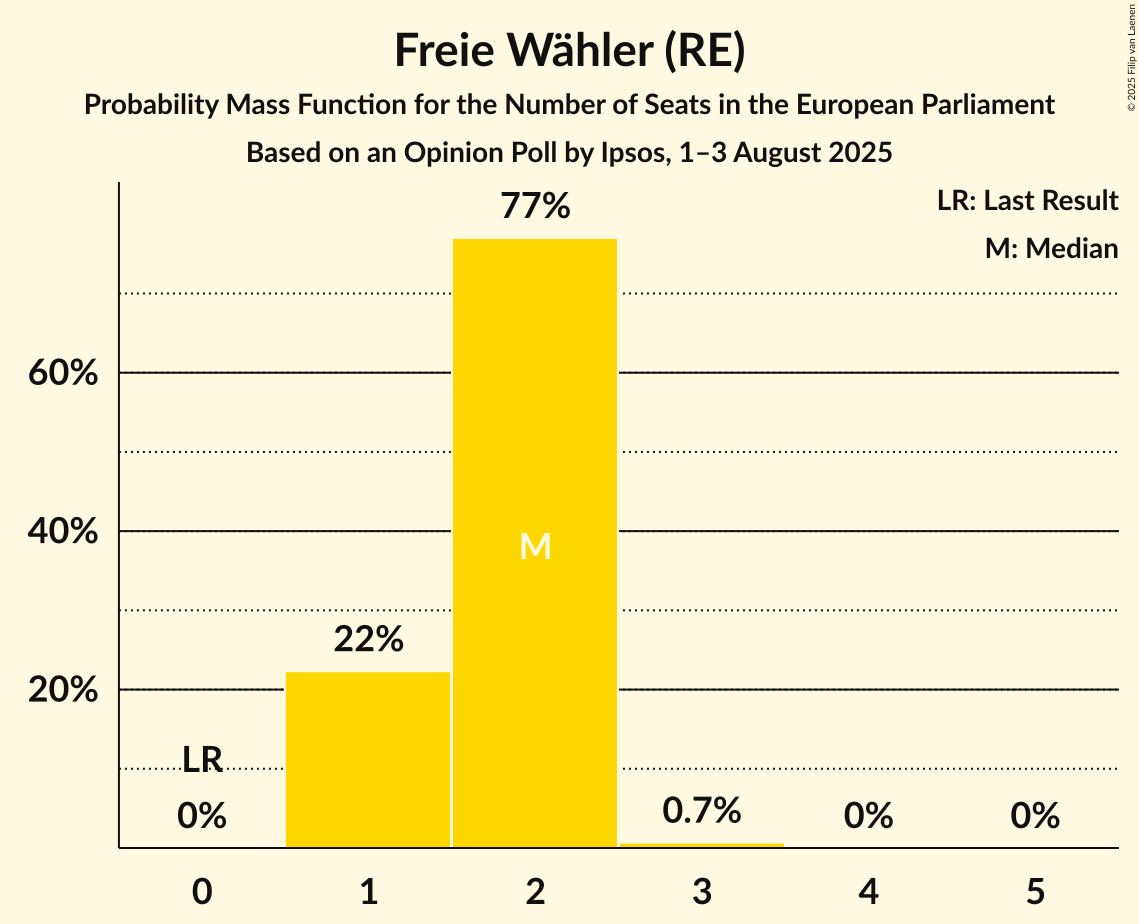 Freie Wähler (RE)
Probability Mass Function for the Number of Seats in the European Parliament
Based on an Opinion Poll by Ipsos, 1–3 August 2025
© 2025 Filip van Laenen
LR: Last Result
M: Median
77%
60%
40%
M
22%
20%
LR
0%
0.7%
0%
0%
0 1 2 3 4 5